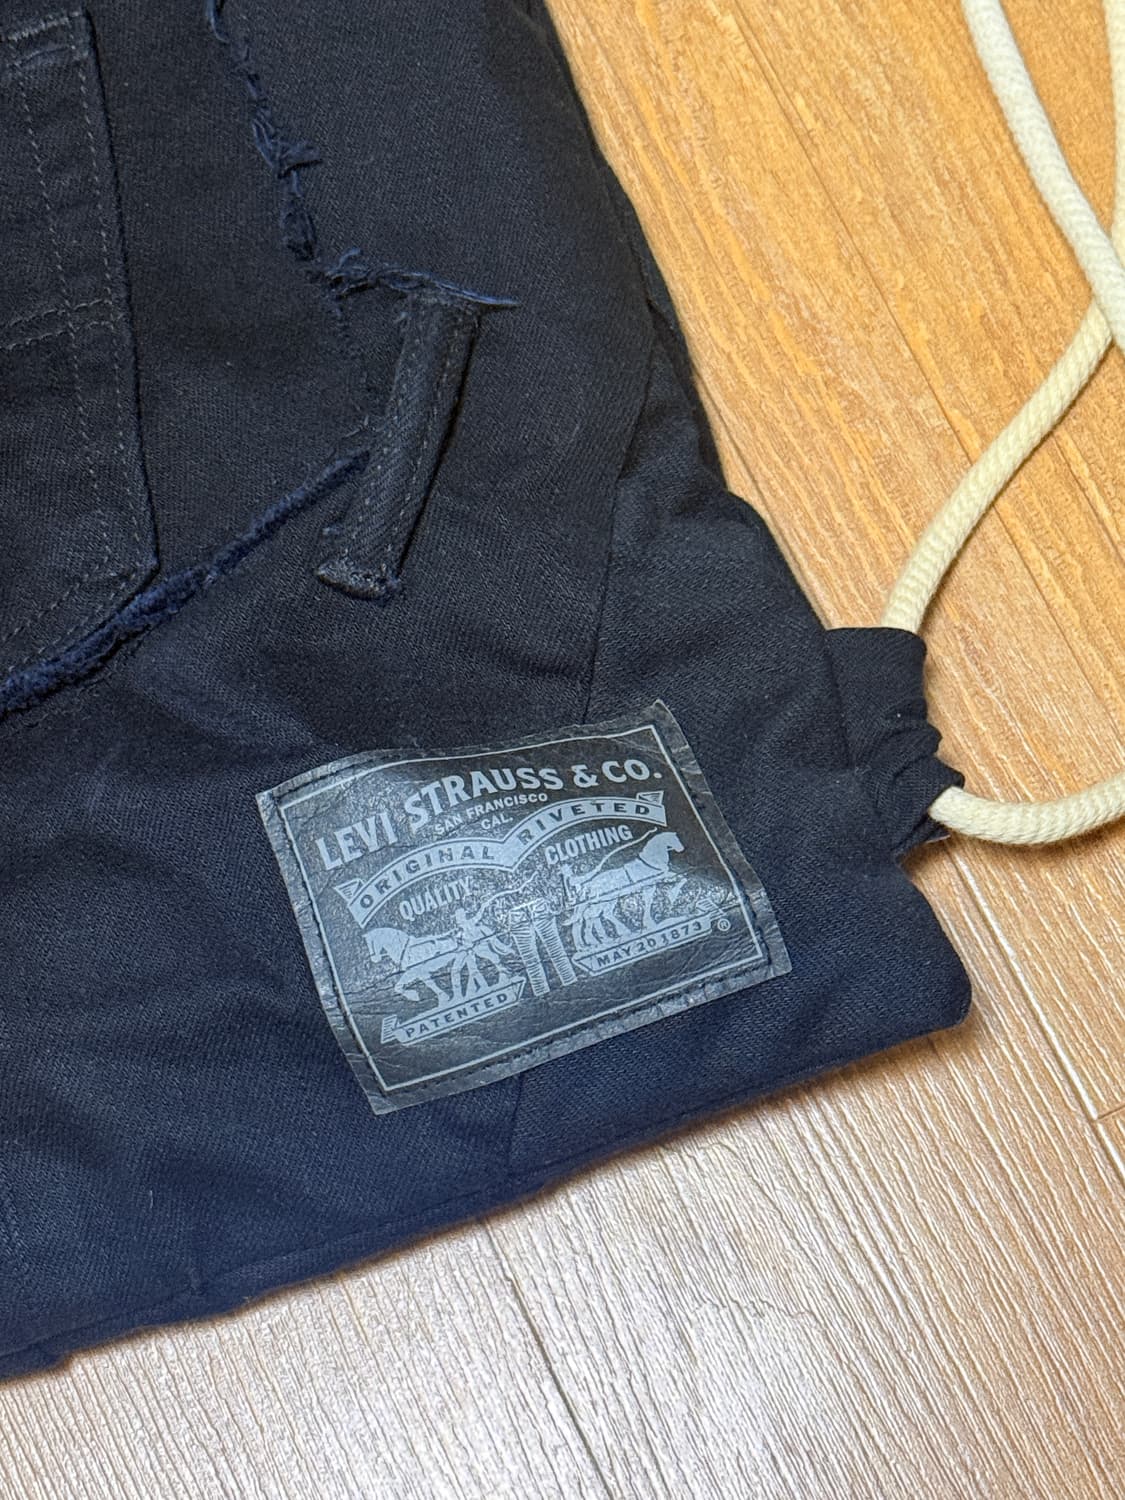 LEVI STRAUSS & CO.
SAN FRANCISCO
CAL.
ORIGINAL RIVETED
QUALITY CLOTHING
PATENTED MAY 20 1873 ®